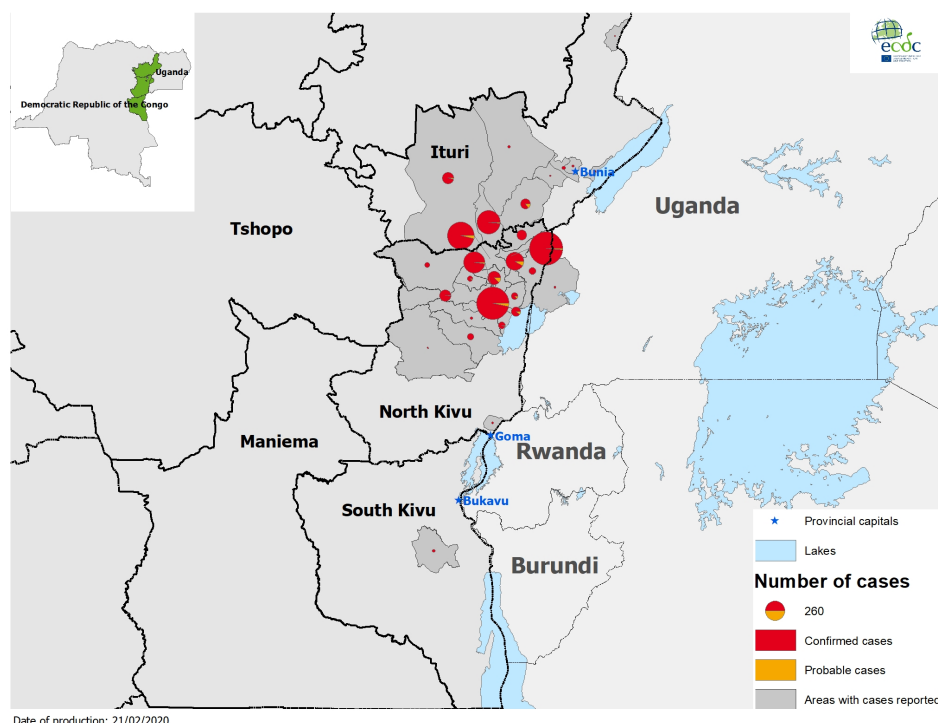 Uganda
Democratic Republic of the Congo
ecdc
Ituri
Bunia
Tshopo
Uganda
North Kivu
Maniema
Goma
Rwanda
South Kivu
Bukavu
Burundi
Provincial capitals
Lakes
Number of cases
260
Confirmed cases
Probable cases
Areas with cases reported
Date of production: 21/02/2020